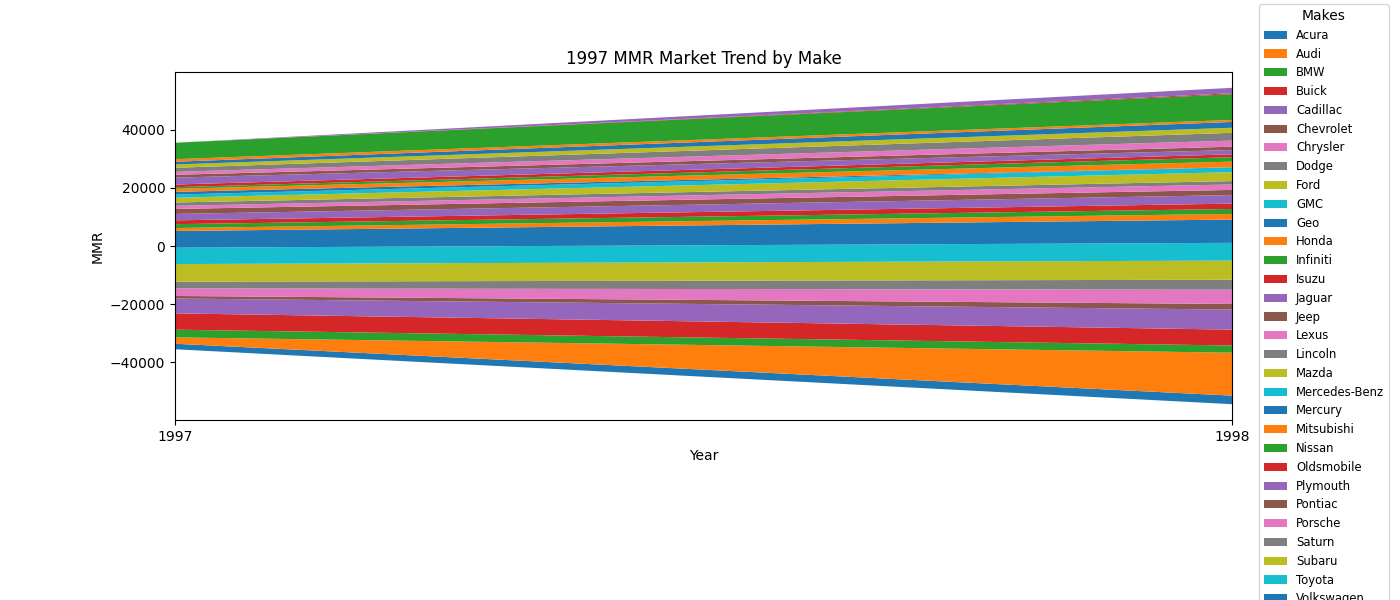 1997 MMR Market Trend by Make
MMR
40000
20000
0
−20000
−40000
1997
1998
Year
Makes
Acura
Audi
BMW
Buick
Cadillac
Chevrolet
Chrysler
Dodge
Ford
GMC
Geo
Honda
Infiniti
Isuzu
Jaguar
Jeep
Lexus
Lincoln
Mazda
Mercedes-Benz
Mercury
Mitsubishi
Nissan
Oldsmobile
Plymouth
Pontiac
Porsche
Saturn
Subaru
Toyota
Volkswagen